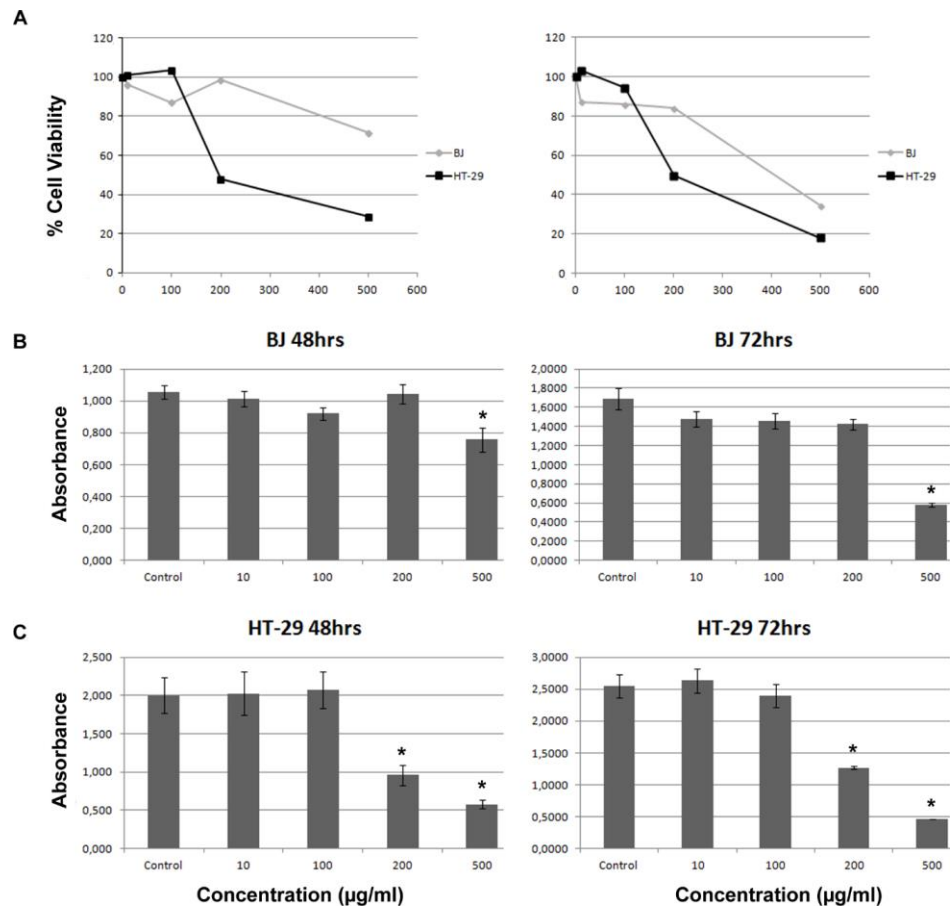 A
120
100
80
60
40
20
0
% Cell Viability
0 100 200 300 400 500 600
BJ
HT-29
120
100
80
60
40
20
0
0 100 200 300 400 500 600
BJ
HT-29
B
BJ 48hrs
1,200
1,000
0,800
0,600
0,400
0,200
0,000
Absorbance
*
Control 10 100 200 500
BJ 72hrs
2,0000
1,8000
1,6000
1,4000
1,2000
1,0000
0,8000
0,6000
0,4000
0,2000
0,0000
*
Control 10 100 200 500
C
HT-29 48hrs
2,500
2,000
1,500
1,000
0,500
0,000
Absorbance
* *
Control 10 100 200 500
Concentration (µg/ml)
HT-29 72hrs
3,0000
2,5000
2,0000
1,5000
1,0000
0,5000
0,0000
* *
Control 10 100 200 500
Concentration (µg/ml)